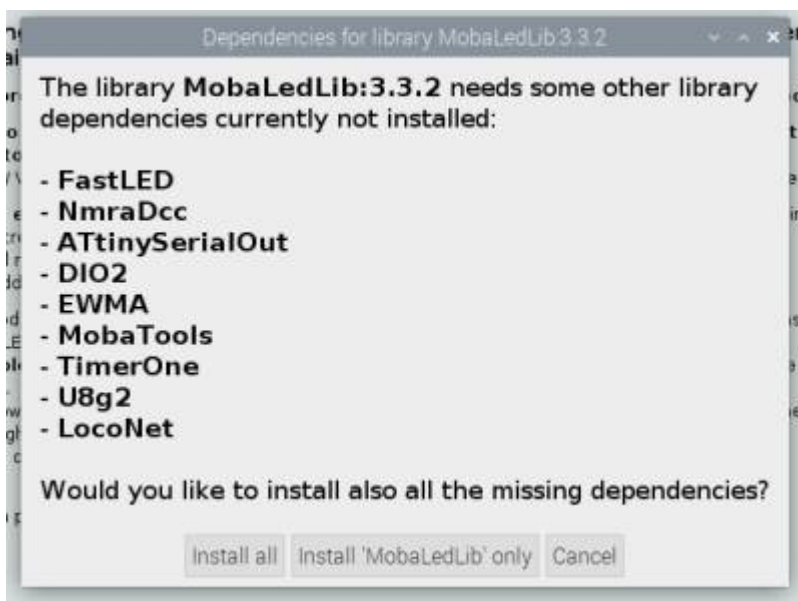 Dependencies for library MobaLedLib:3.3.2
The library MobaLedLib:3.3.2 needs some other library
dependencies currently not installed:
- FastLED
- NmraDcc
- ATtinySerialOut
- DIO2
- EWMA
- MobaTools
- TimerOne
- U8g2
- LocoNet
Would you like to install also all the missing dependencies?
Install all Install 'MobaLedLib' only Cancel